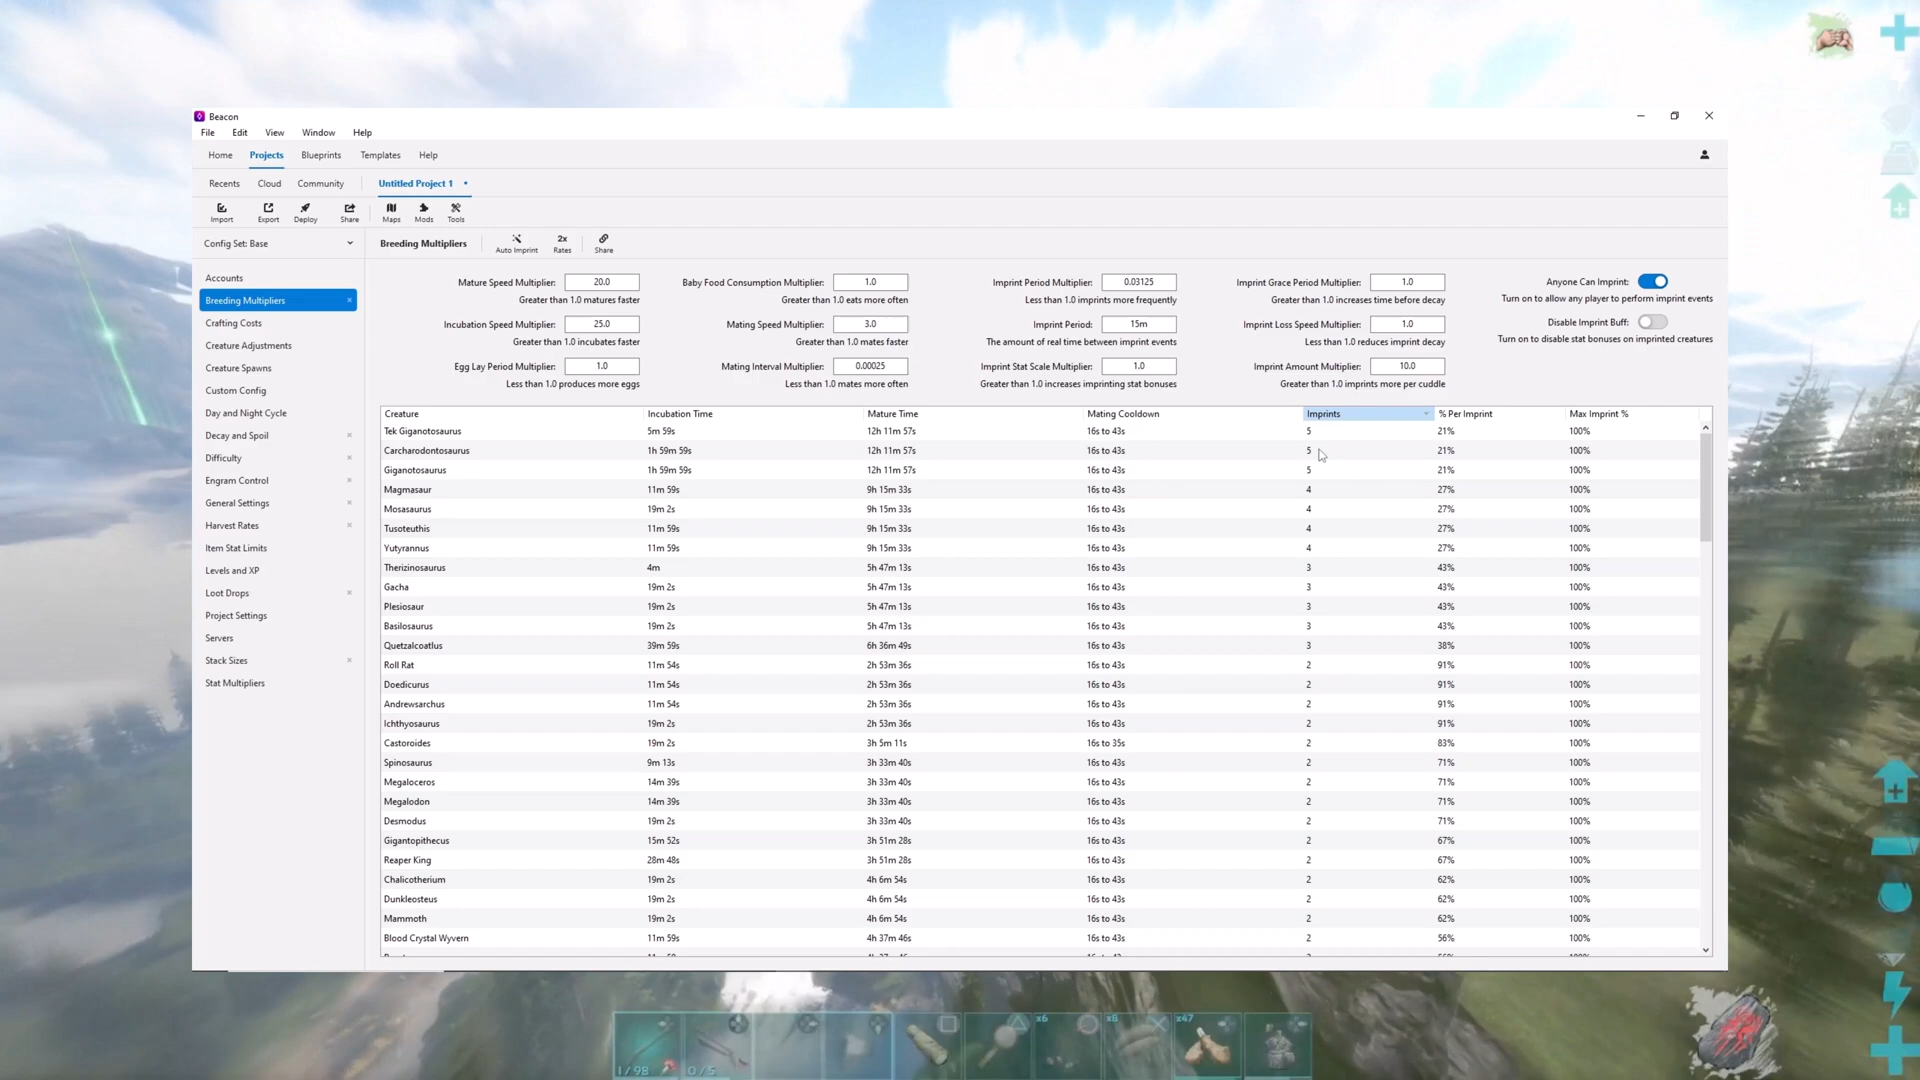 Beacon
File Edit View Window Help
Home Projects Blueprints Templates Help
Recents Cloud Community Untitled Project 1 •
Import Export Deploy Share Maps Mods Tools
Config Set: Base
Breeding Multipliers 2x Auto Imprint Rates Share
Accounts
Breeding Multipliers
Crafting Costs
Creature Adjustments
Creature Spawns
Custom Config
Day and Night Cycle
Decay and Spoil
Difficulty
Engram Control
General Settings
Harvest Rates
Item Stat Limits
Levels and XP
Loot Drops
Project Settings
Servers
Stack Sizes
Stat Multipliers
Mature Speed Multiplier: 20.0
Greater than 1.0 matures faster
Incubation Speed Multiplier: 25.0
Greater than 1.0 incubates faster
Egg Lay Period Multiplier: 1.0
Less than 1.0 produces more eggs
Baby Food Consumption Multiplier: 1.0
Greater than 1.0 eats more often
Mating Speed Multiplier: 3.0
Greater than 1.0 mates faster
Mating Interval Multiplier: 0.00025
Less than 1.0 mates more often
Imprint Period Multiplier: 0.03125
Less than 1.0 imprints more frequently
Imprint Period: 15m
The amount of real time between imprint events
Imprint Stat Scale Multiplier: 1.0
Greater than 1.0 increases imprinting stat bonuses
Imprint Grace Period Multiplier: 1.0
Greater than 1.0 increases time before decay
Imprint Loss Speed Multiplier: 1.0
Less than 1.0 reduces imprint decay
Imprint Amount Multiplier: 10.0
Greater than 1.0 imprints more per cuddle
Anyone Can Imprint:
Turn on to allow any player to perform imprint events
Disable Imprint Buff:
Turn on to disable stat bonuses on imprinted creatures
Creature Incubation Time Mature Time Mating Cooldown Imprints % Per Imprint Max Imprint %
Tek Giganotosaurus 5m 59s 12h 11m 57s 16s to 43s 5 21% 100%
Carcharodontosaurus 1h 59m 59s 12h 11m 57s 16s to 43s 5 21% 100%
Giganotosaurus 1h 59m 59s 12h 11m 57s 16s to 43s 5 21% 100%
Magmasaur 11m 59s 9h 15m 33s 16s to 43s 4 27% 100%
Mosasaurus 19m 2s 9h 15m 33s 16s to 43s 4 27% 100%
Tusoteuthis 11m 59s 9h 15m 33s 16s to 43s 4 27% 100%
Yutyrannus 11m 59s 9h 15m 33s 16s to 43s 4 27% 100%
Therizinosaurus 4m 5h 47m 13s 16s to 43s 3 43% 100%
Gacha 19m 2s 5h 47m 13s 16s to 43s 3 43% 100%
Plesiosaur 19m 2s 5h 47m 13s 16s to 43s 3 43% 100%
Basilosaurus 19m 2s 5h 47m 13s 16s to 43s 3 43% 100%
Quetzalcoatlus 39m 59s 6h 36m 49s 16s to 43s 3 38% 100%
Roll Rat 11m 54s 2h 53m 36s 16s to 43s 2 91% 100%
Doedicurus 11m 54s 2h 53m 36s 16s to 43s 2 91% 100%
Andrewsarchus 11m 54s 2h 53m 36s 16s to 43s 2 91% 100%
Ichthyosaurus 19m 2s 2h 53m 36s 16s to 43s 2 91% 100%
Castoroides 19m 2s 3h 5m 11s 16s to 35s 2 83% 100%
Spinosaurus 9m 13s 3h 33m 40s 16s to 43s 2 71% 100%
Megaloceros 14m 39s 3h 33m 40s 16s to 43s 2 71% 100%
Megalodon 14m 39s 3h 33m 40s 16s to 43s 2 71% 100%
Desmodus 19m 2s 3h 33m 40s 16s to 43s 2 71% 100%
Gigantopithecus 15m 52s 3h 51m 28s 16s to 43s 2 67% 100%
Reaper King 28m 48s 3h 51m 28s 16s to 43s 2 67% 100%
Chalicotherium 19m 2s 4h 6m 54s 16s to 43s 2 62% 100%
Dunkleosteus 19m 2s 4h 6m 54s 16s to 43s 2 62% 100%
Mammoth 19m 2s 4h 6m 54s 16s to 43s 2 62% 100%
Blood Crystal Wyvern 11m 59s 4h 37m 46s 16s to 43s 2 56% 100%
x6 x8 x47
1/98 0/5